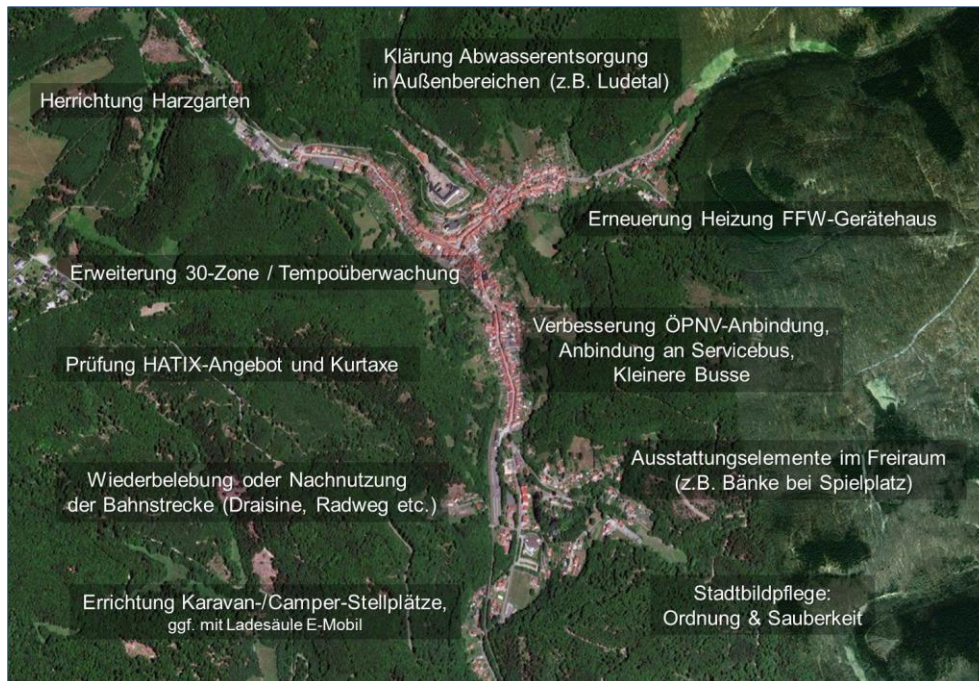 Klärung Abwasserentsorgung
in Außenbereichen (z.B. Ludetal)
Herrichtung Harzgarten
Erneuerung Heizung FFW-Gerätehaus
Erweiterung 30-Zone / Tempoüberwachung
Verbesserung ÖPNV-Anbindung,
Anbindung an Servicebus,
Kleinere Busse
Prüfung HATIX-Angebot und Kurtaxe
Ausstattungselemente im Freiraum
(z.B. Bänke bei Spielplatz)
Wiederbelebung oder Nachnutzung
der Bahnstrecke (Draisine, Radweg etc.)
Stadtbildpflege:
Ordnung & Sauberkeit
Errichtung Karavan-/Camper-Stellplätze,
ggf. mit Ladesäule E-Mobil